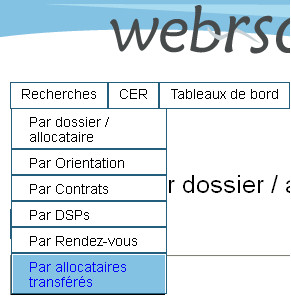 webrsa
Recherches CER Tableaux de bord
Par dossier /
allocataire
Par Orientation
Par Contrats
r dossier / a
Par DSPs
Par Rendez-vous
Par allocataires
transférés